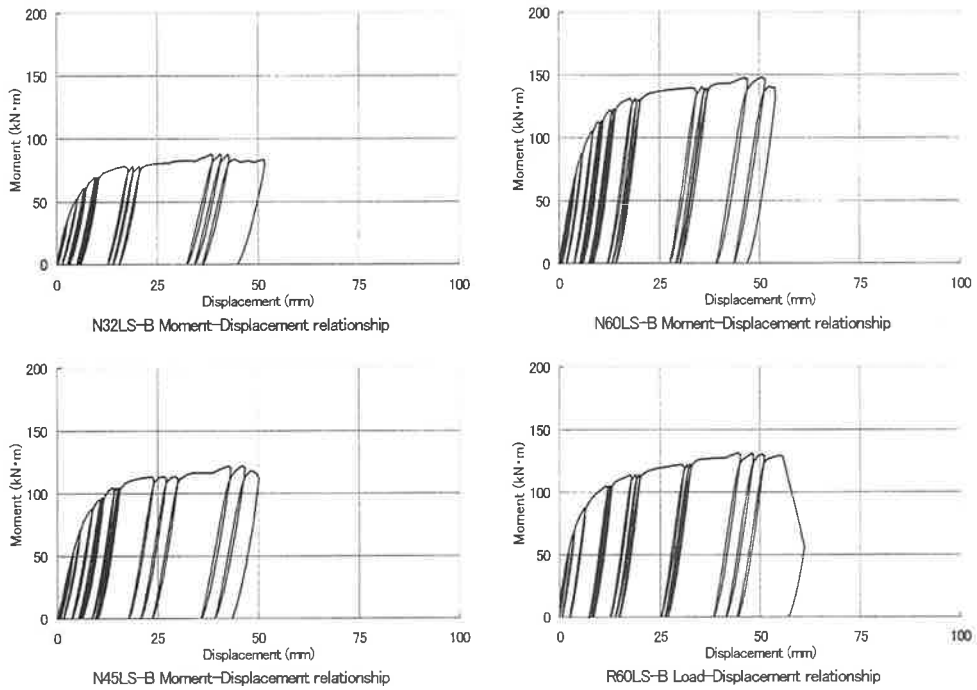 200
150
100
50
0
Moment (kN・m)
0 25 50 75 100
Displacement (mm)
N32LS-B Moment-Displacement relationship
200
150
100
50
0
Moment (kN・m)
0 25 50 75 100
Displacement (mm)
N60LS-B Moment-Displacement relationship
200
150
100
50
0
Moment (kN・m)
0 25 50 75 100
Displacement (mm)
N45LS-B Moment-Displacement relationship
200
150
100
50
0
Moment (kN・m)
0 25 50 75 100
Displacement (mm)
R60LS-B Load-Displacement relationship